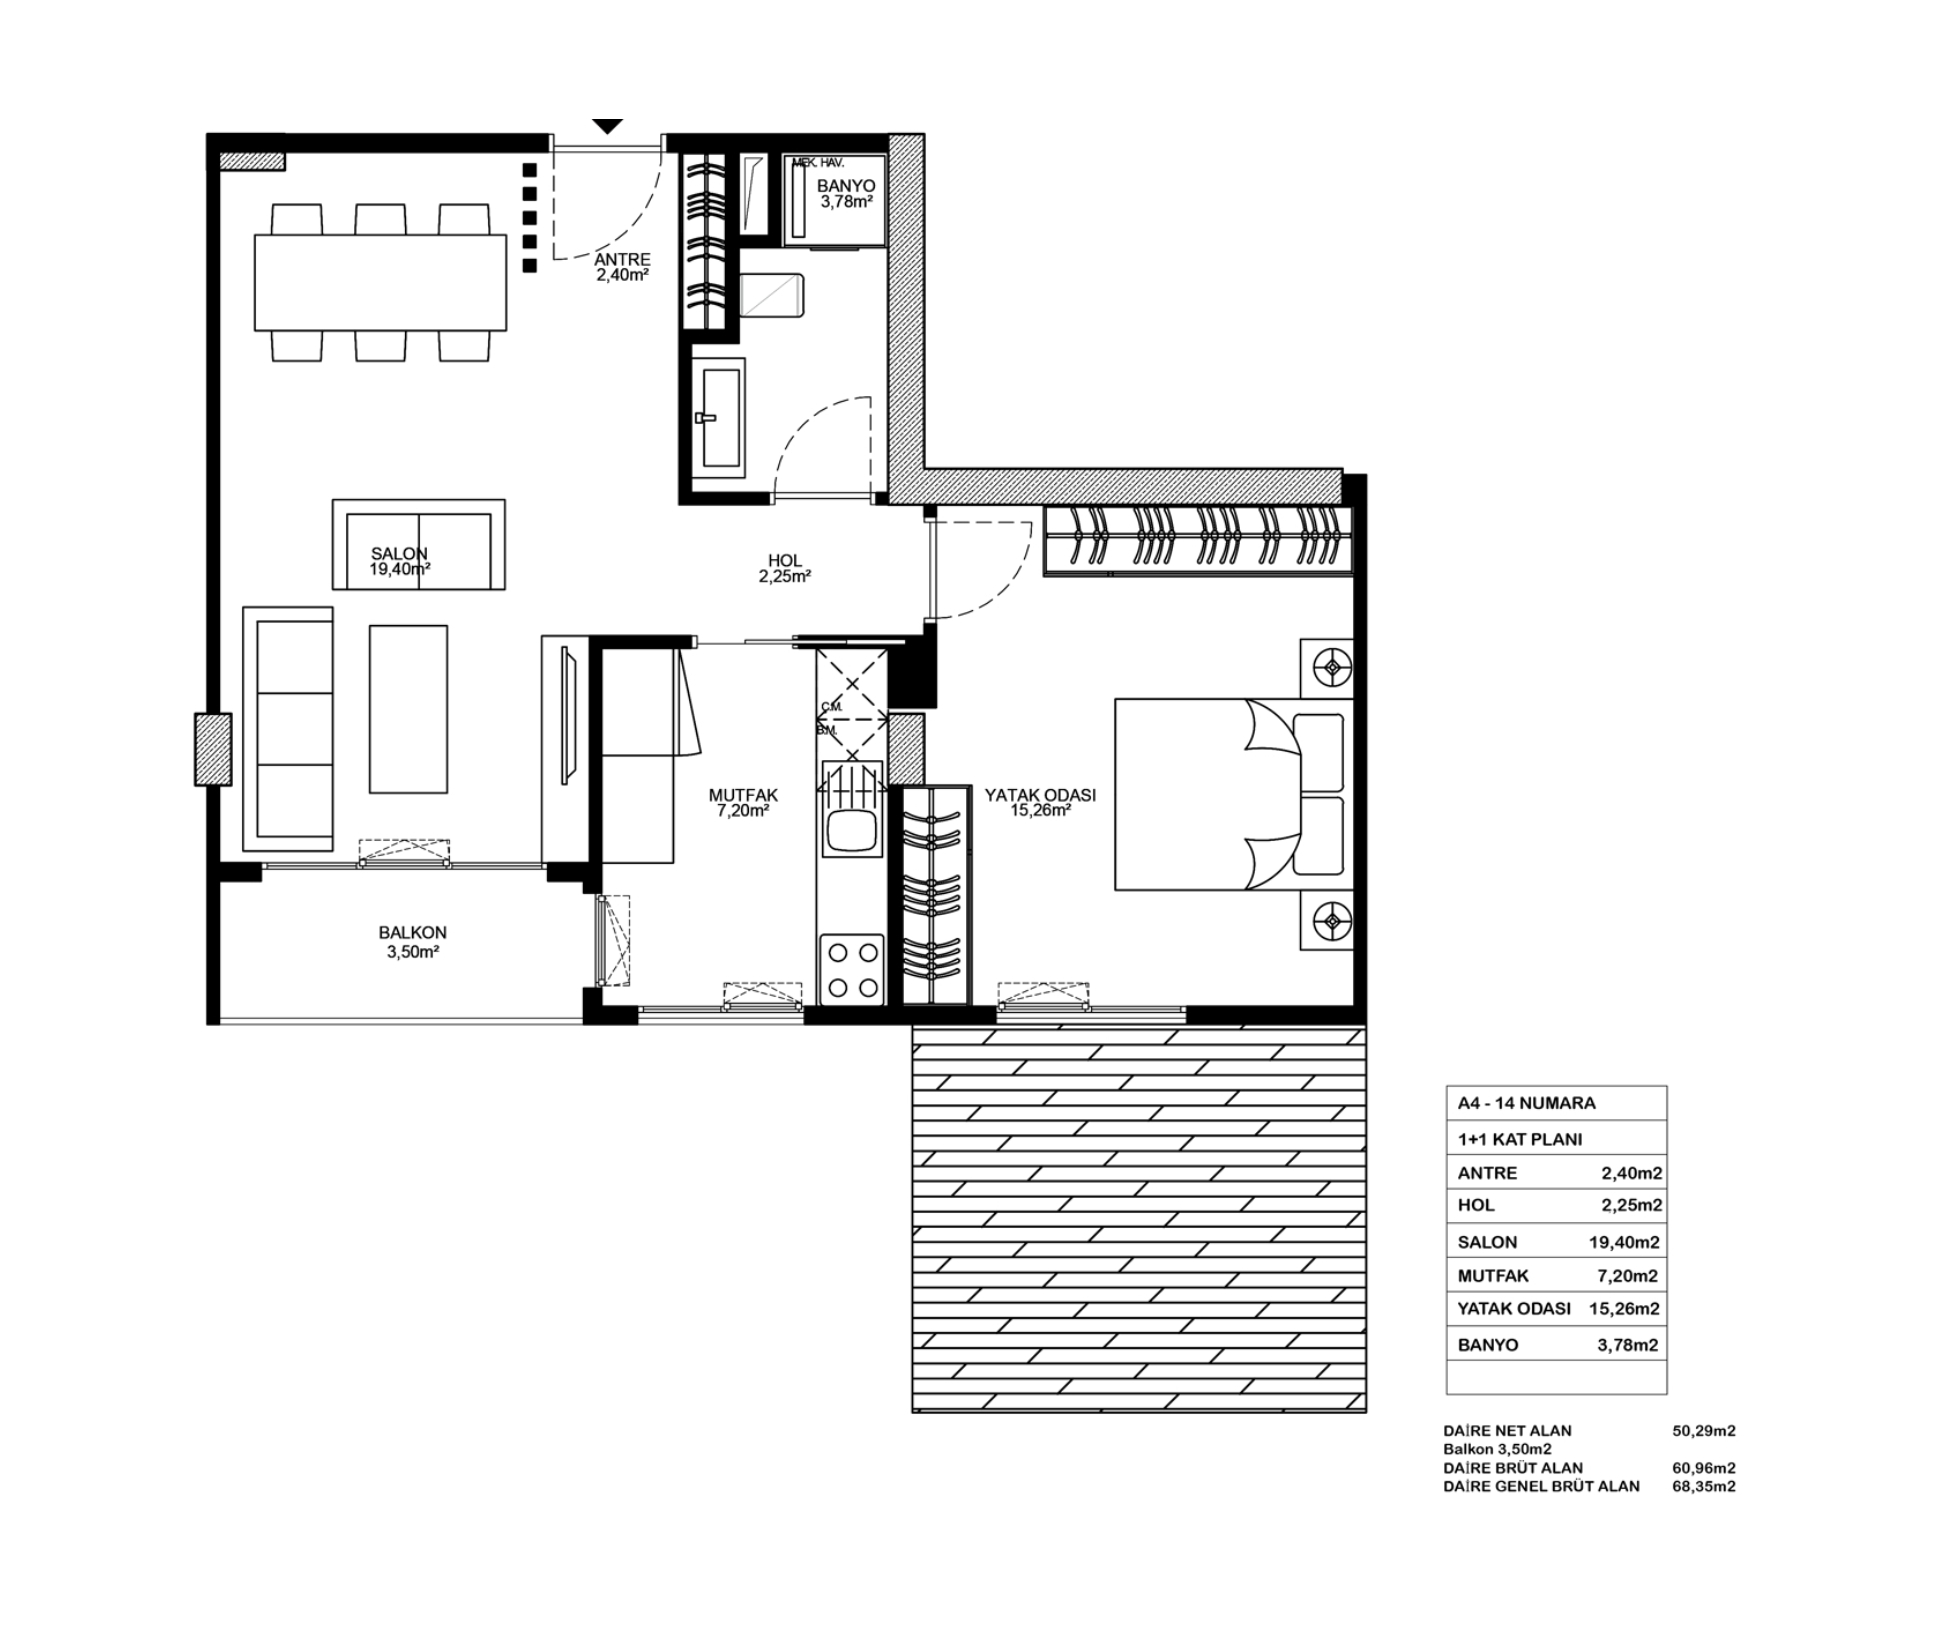 MEK. HAV.
BANYO
3,78m²
ANTRE
2,40m²
SALON
19,40m²
HOL
2,25m²
C.M.
B.M.
MUTFAK
7,20m²
YATAK ODASI
15,26m²
BALKON
3,50m²
A4 - 14 NUMARA
1+1 KAT PLANI
ANTRE 2,40m2
HOL 2,25m2
SALON 19,40m2
MUTFAK 7,20m2
YATAK ODASI 15,26m2
BANYO 3,78m2
DAİRE NET ALAN 50,29m2
Balkon 3,50m2
DAİRE BRÜT ALAN 60,96m2
DAİRE GENEL BRÜT ALAN 68,35m2